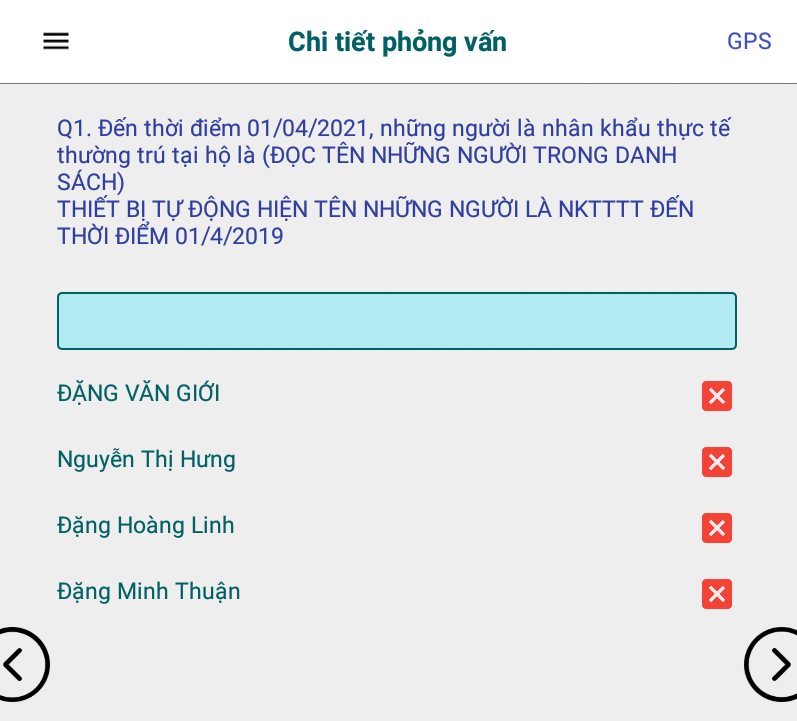 Chi tiết phỏng vấn
GPS
Q1. Đến thời điểm 01/04/2021, những người là nhân khẩu thực tế
thường trú tại hộ là (ĐỌC TÊN NHỮNG NGƯỜI TRONG DANH
SÁCH)
THIẾT BỊ TỰ ĐỘNG HIỆN TÊN NHỮNG NGƯỜI LÀ NKTTTT ĐẾN
THỜI ĐIỂM 01/4/2019
ĐẶNG VĂN GIỚI
Nguyễn Thị Hưng
Đặng Hoàng Linh
Đặng Minh Thuận